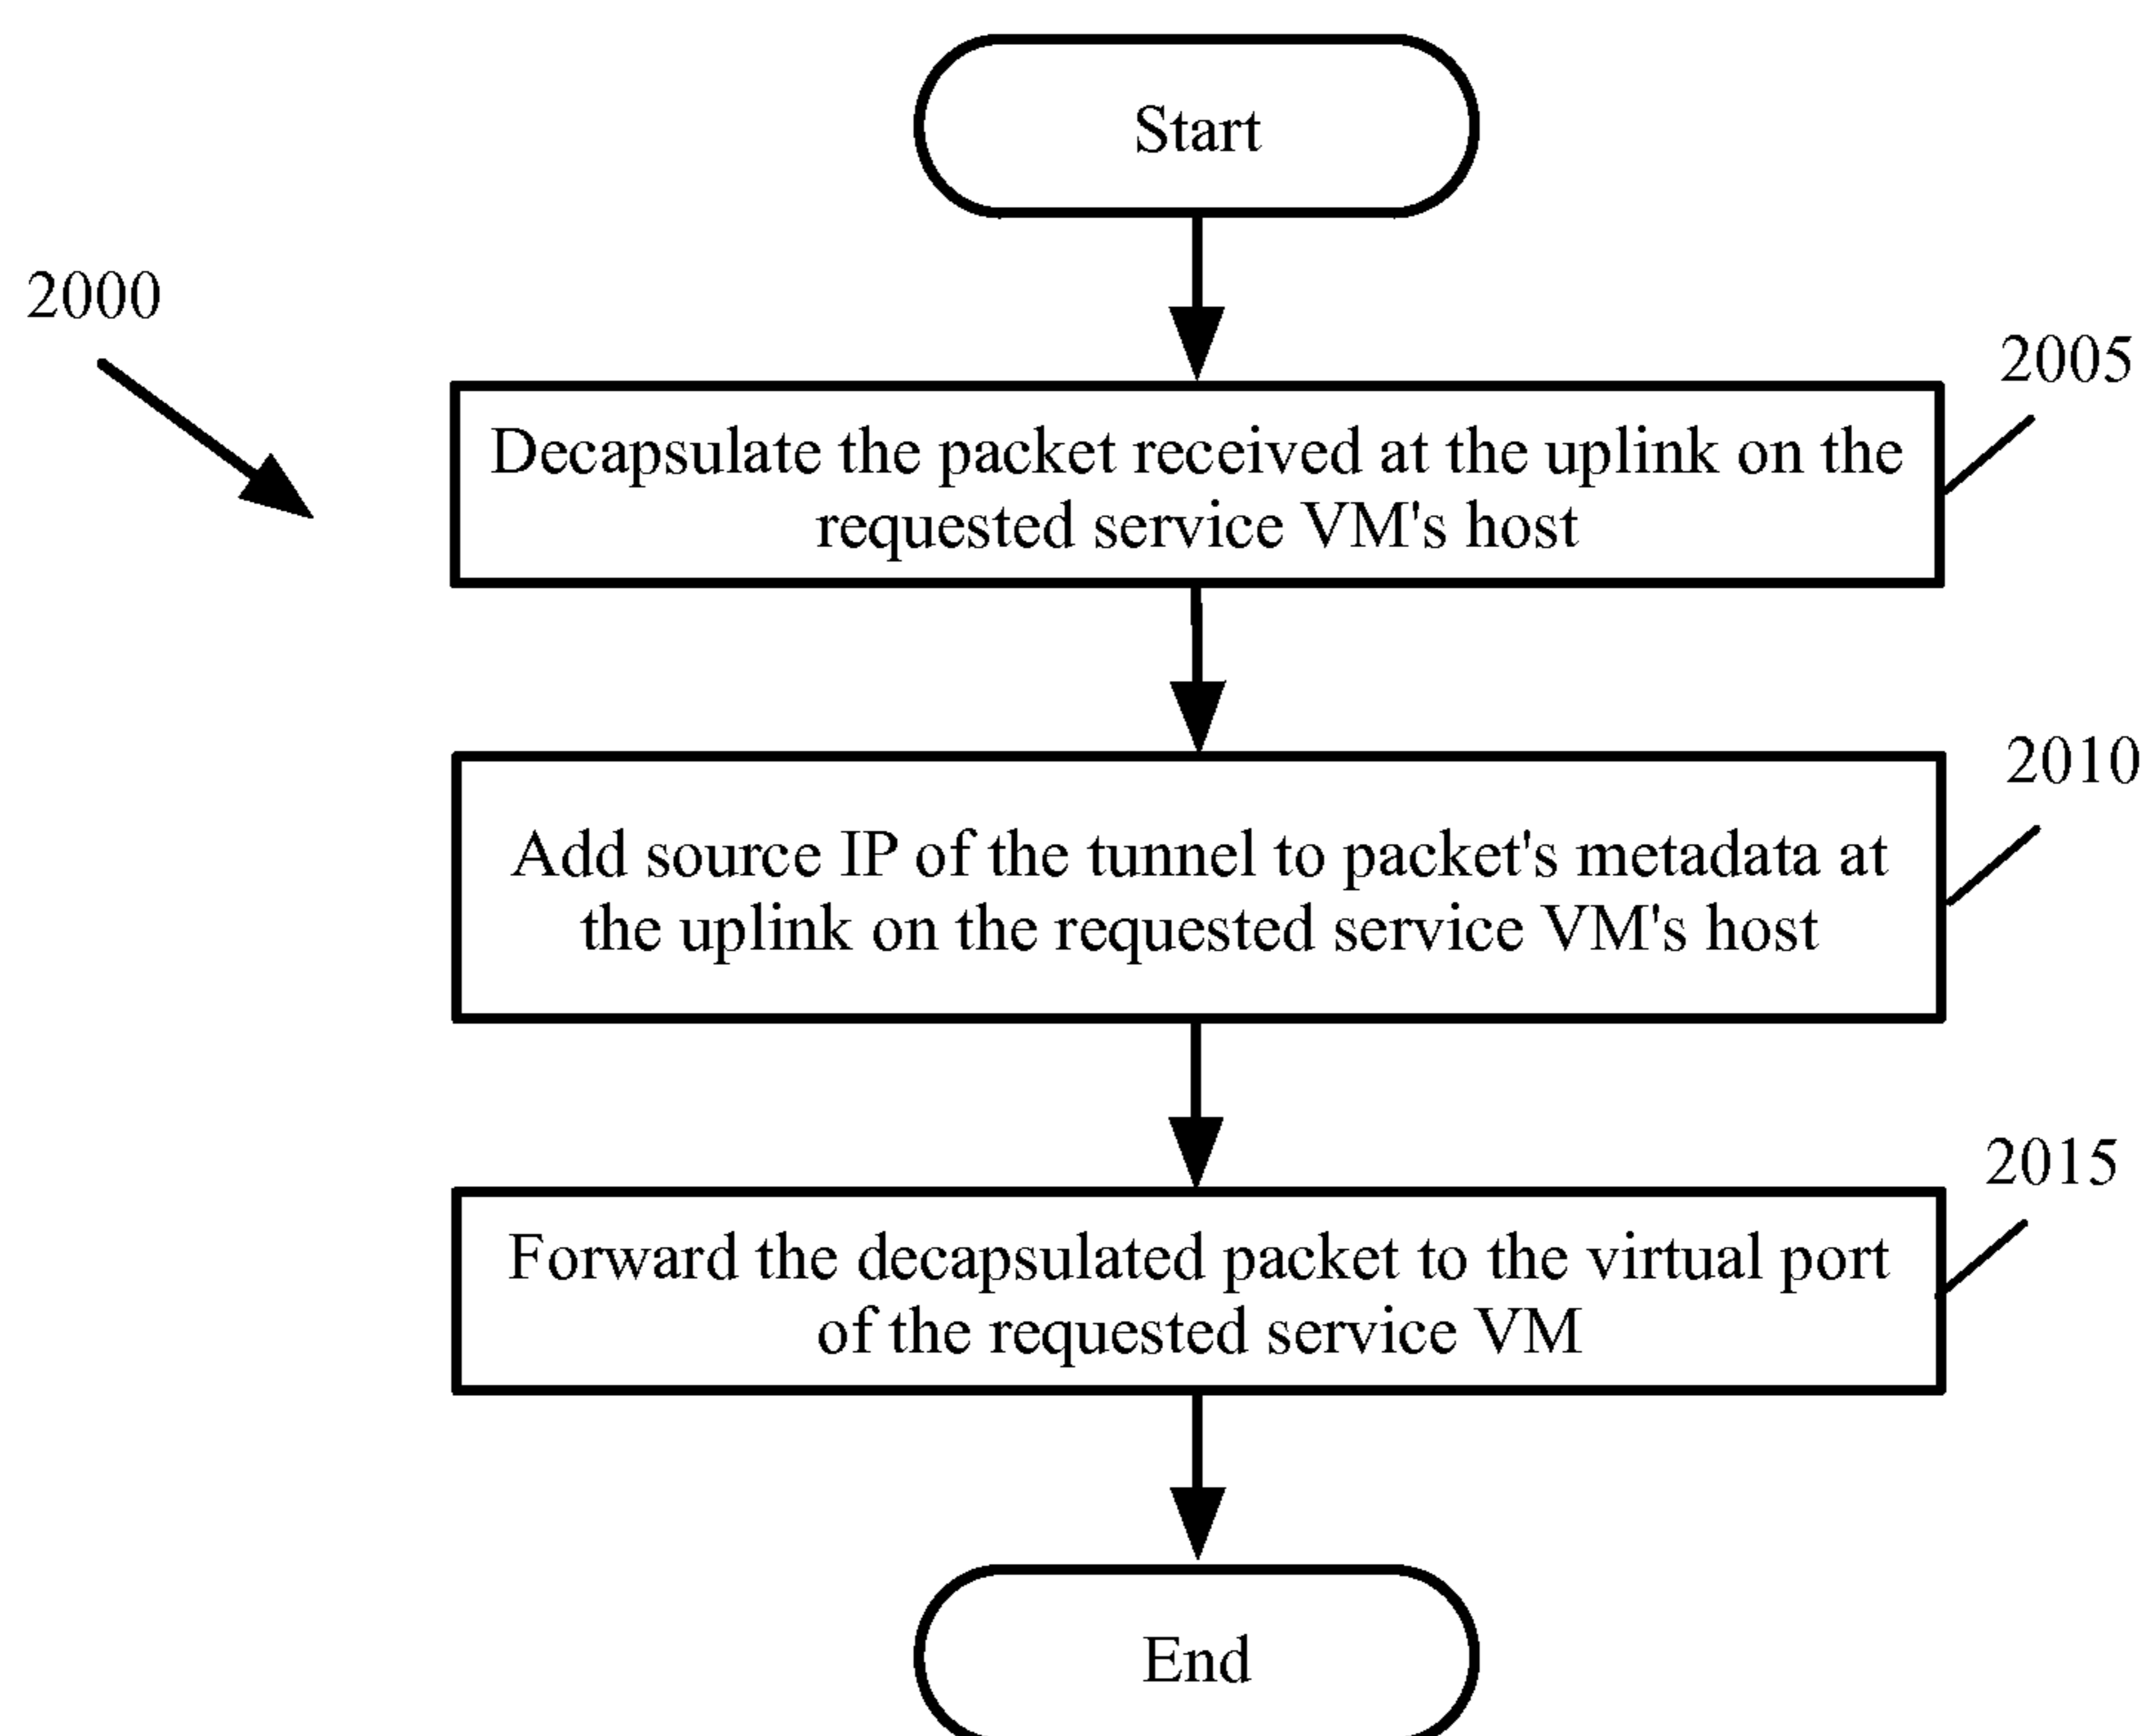 Start
2000
2005
Decapsulate the packet received at the uplink on the
requested service VM's host
2010
Add source IP of the tunnel to packet's metadata at
the uplink on the requested service VM's host
2015
Forward the decapsulated packet to the virtual port
of the requested service VM
End